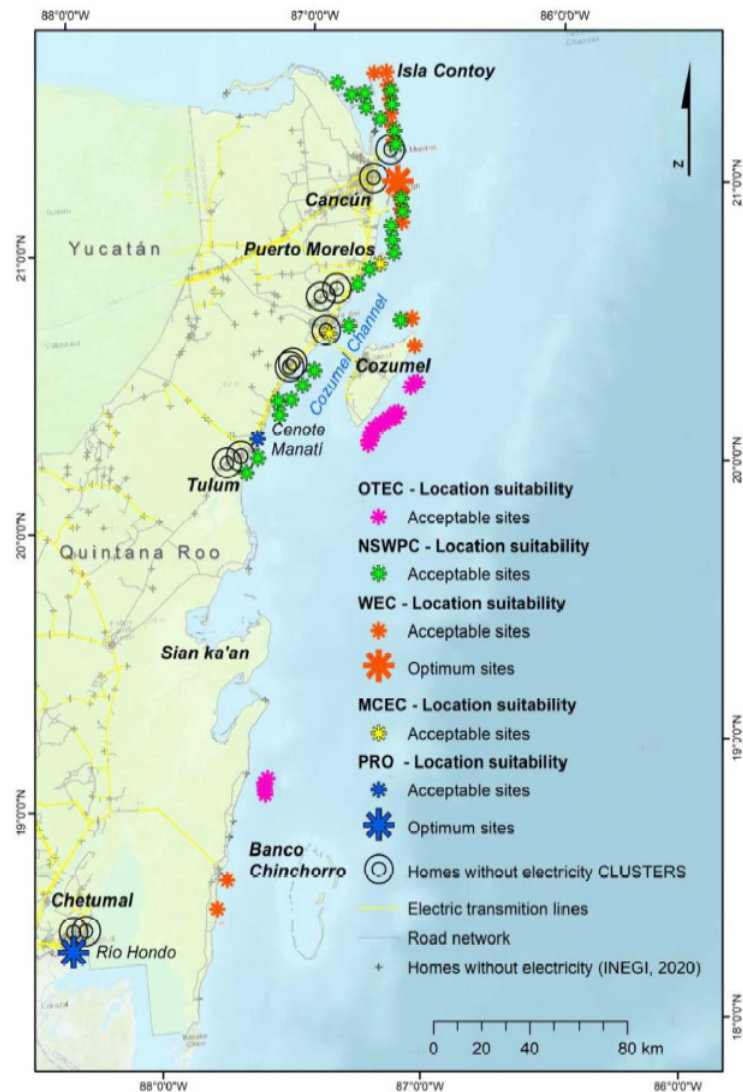 88°0'0"W
87°0'0"W
86°0'0"W
Channel
Isla Contoy
N
21°0'0"N
Cancún
Yucatán
Puerto Morelos
21°0'0"N
Cozumel Channel
Cozumel
Cenote
Manatí
20°0'0"N
Tulum
OTEC - Location suitability
Acceptable sites
20°0'0"N
Quintana Roo
NSWPC - Location suitability
Acceptable sites
WEC - Location suitability
Acceptable sites
Sian ka'an
Optimum sites
MCEC - Location suitability
Acceptable sites
19°0'0"N
PRO - Location suitability
Acceptable sites
19°0'0"N
Optimum sites
Banco
Chinchorro
Homes without electricity CLUSTERS
Chetumal
Electric transmition lines
Río Hondo
Road network
Homes without electricity (INEGI, 2020)
18°0'0"N
0 20 40 80 km
88°0'0"W
87°0'0"W
86°0'0"W